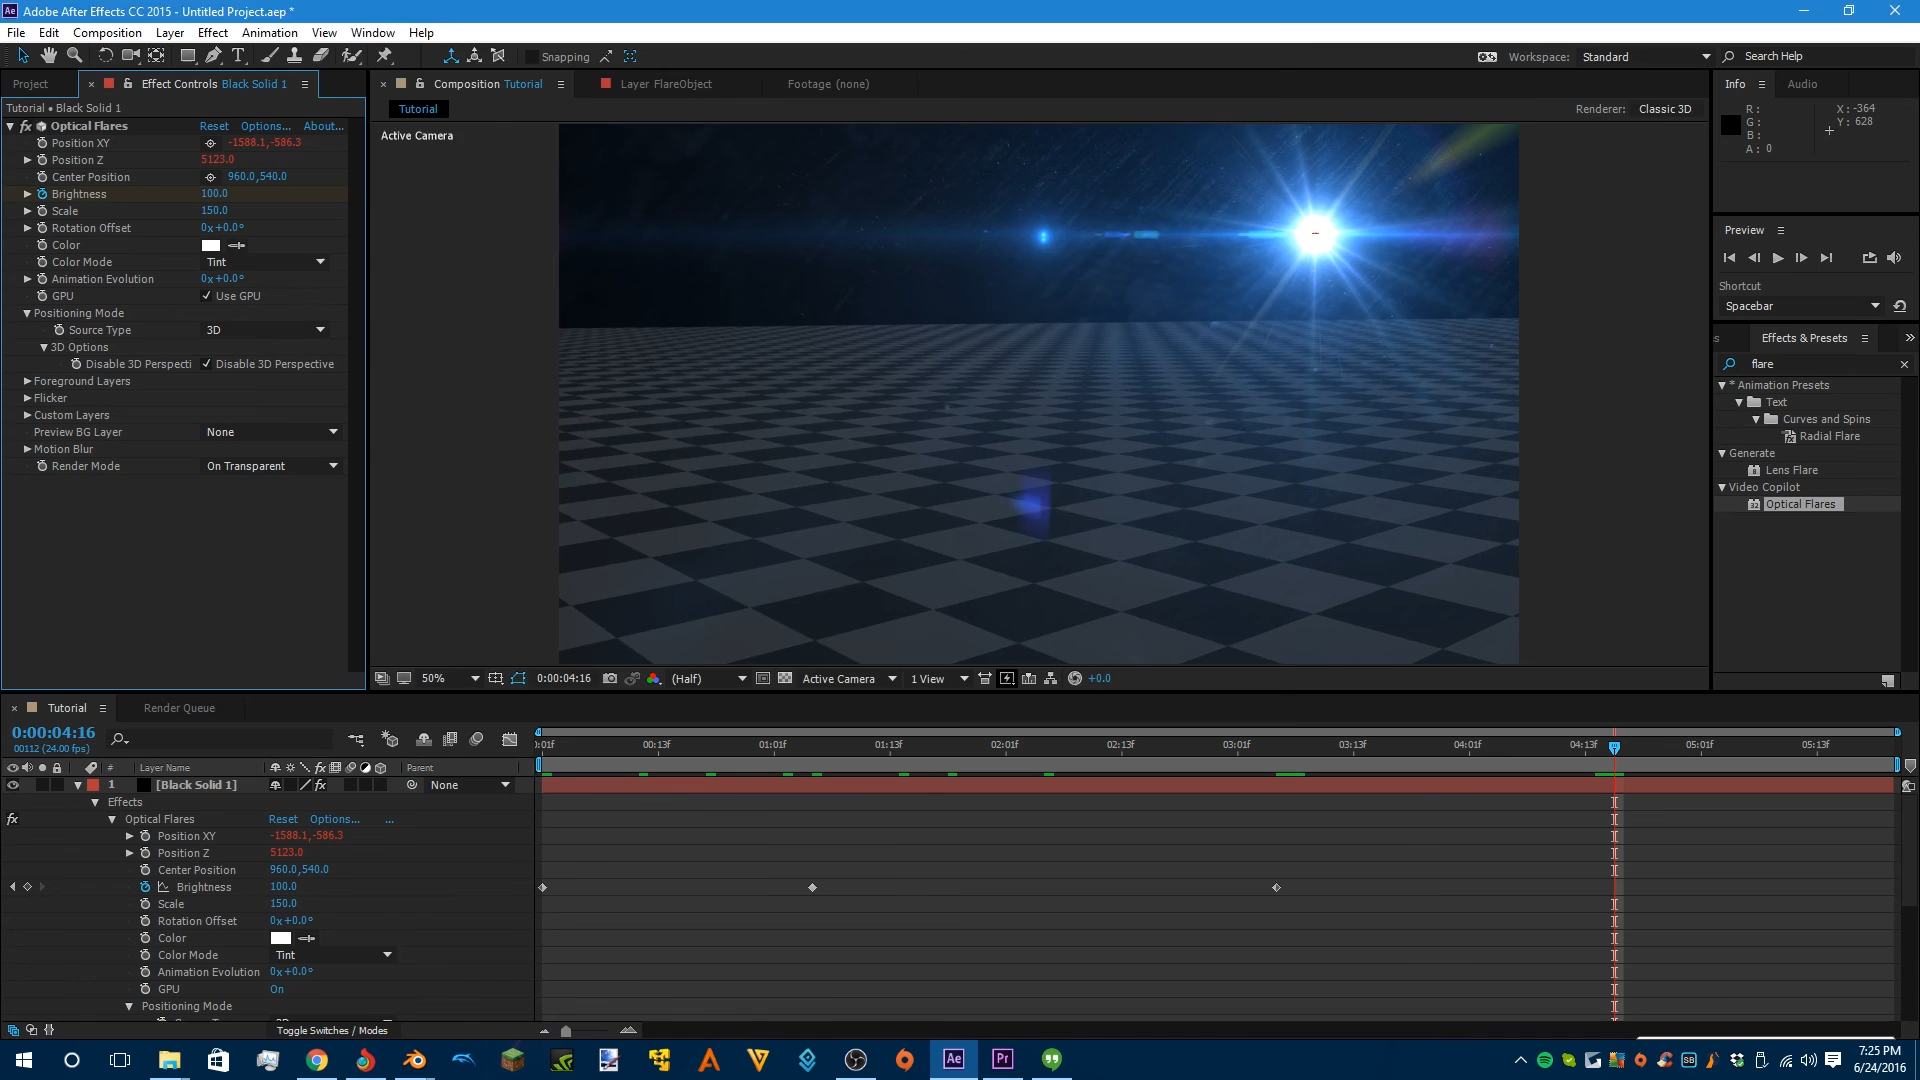 Adobe After Effects CC 2015 - Untitled Project.aep *
File Edit Composition Layer Effect Animation View Window Help
Snapping Workspace: Standard Search Help
Project Effect Controls Black Solid 1 Composition Tutorial Layer FlareObject Footage (none) Info Audio
Tutorial • Black Solid 1
Tutorial Renderer: Classic 3D
Active Camera
R: X: -364
G: Y: 628
B:
A: 0
Optical Flares Reset Options... About...
Position XY -1588.1,-586.3
Position Z 5123.0
Center Position 960.0,540.0
Brightness 100.0
Scale 150.0
Rotation Offset 0x+0.0°
Color
Color Mode Tint
Animation Evolution 0x+0.0°
GPU Use GPU
Positioning Mode
Source Type 3D
3D Options
Disable 3D Perspecti Disable 3D Perspective
Foreground Layers
Flicker
Custom Layers
Preview BG Layer None
Motion Blur
Render Mode On Transparent
Preview
Shortcut
Spacebar
s Effects & Presets
flare
* Animation Presets
Text
Curves and Spins
Radial Flare
Generate
Lens Flare
Video Copilot
Optical Flares
50% 0:00:04:16 (Half) Active Camera 1 View +0.0
Tutorial Render Queue
0:00:04:16
00112 (24.00 fps)
:01f 00:13f 01:01f 01:13f 02:01f 02:13f 03:01f 03:13f 04:01f 04:13f 05:01f 05:13f
# Layer Name fx Parent
1 [Black Solid 1] fx None
Effects
fx Optical Flares Reset Options... ...
Position XY -1588.1,-586.3
Position Z 5123.0
Center Position 960.0,540.0
Brightness 100.0
Scale 150.0
Rotation Offset 0x+0.0°
Color
Color Mode Tint
Animation Evolution 0x+0.0°
GPU On
Positioning Mode
Toggle Switches / Modes
Ae Pr
7:25 PM
6/24/2016